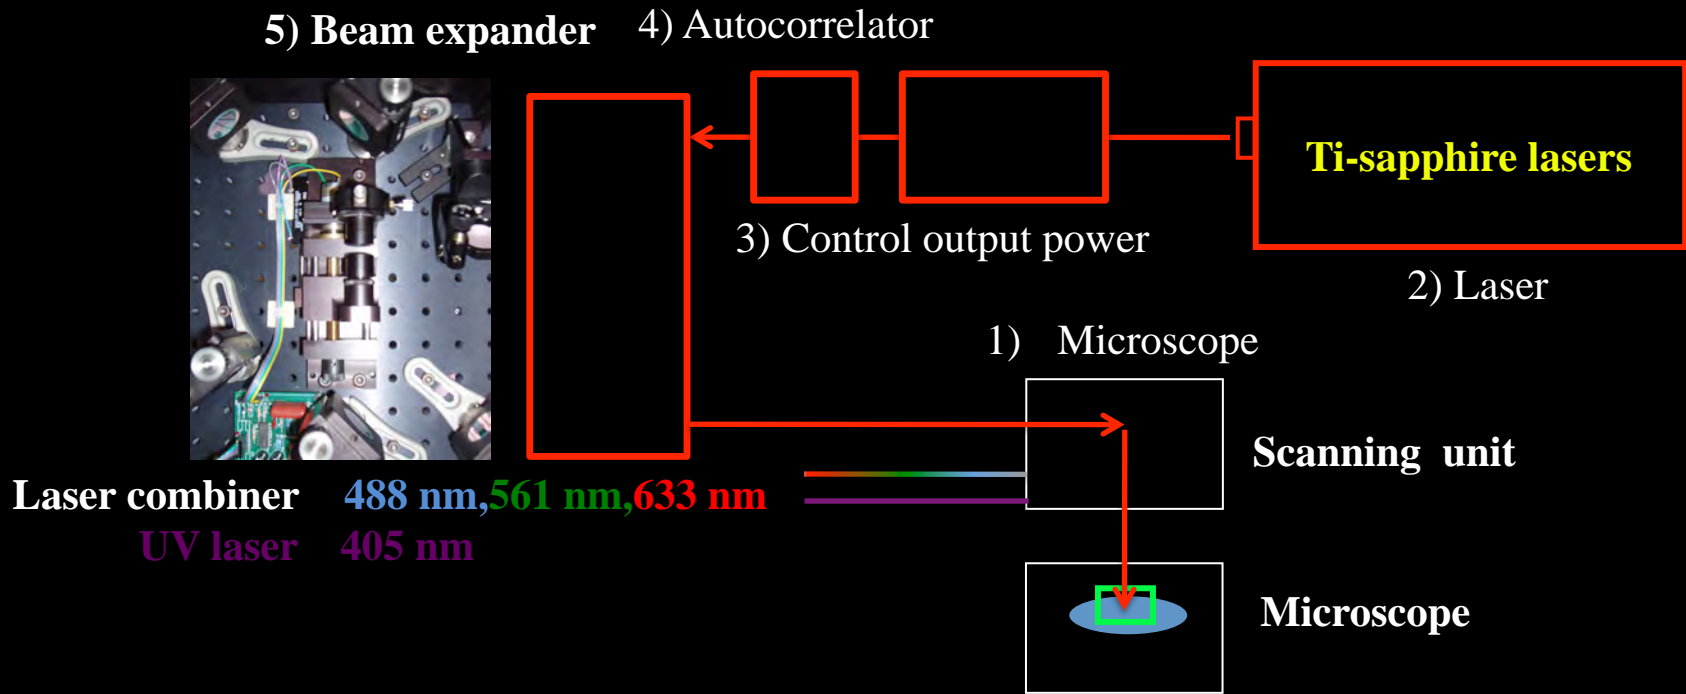 5) Beam expander 4) Autocorrelator
Ti-sapphire lasers
3) Control output power
2) Laser
1) Microscope
Scanning unit
Laser combiner 488 nm,561 nm,633 nm
UV laser 405 nm
Microscope